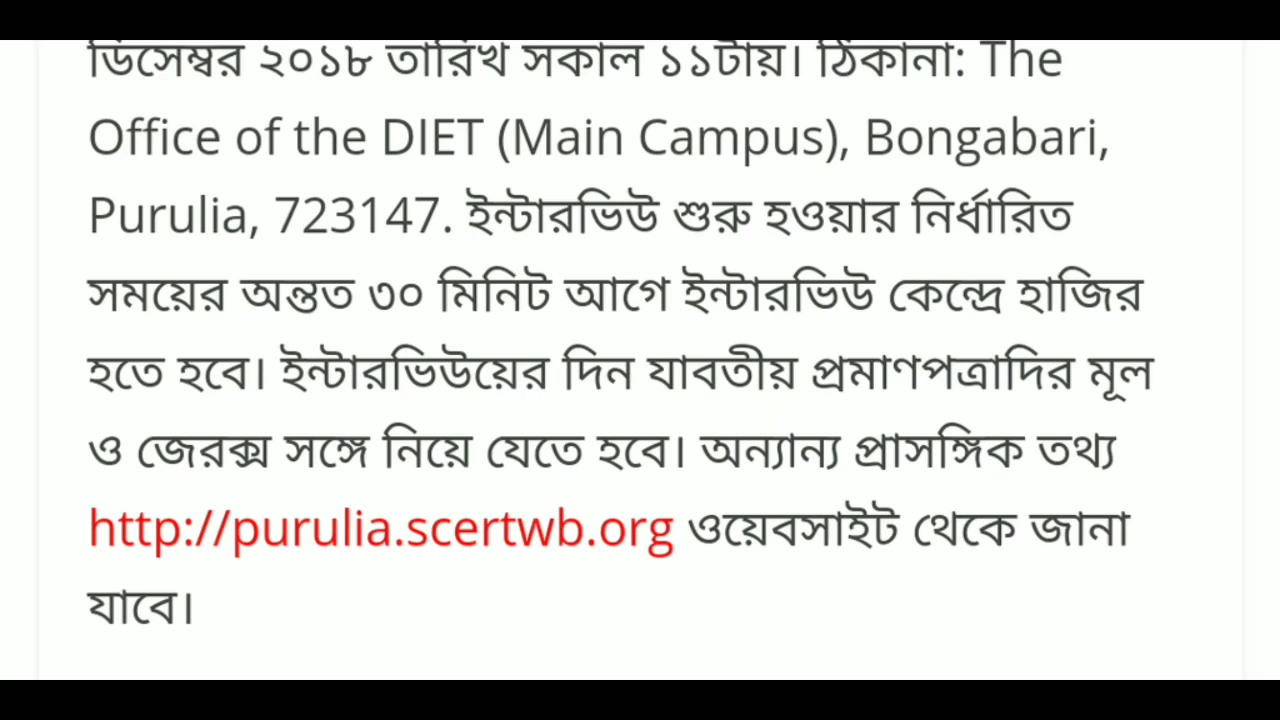 ডিসেম্বর ২০১৮ তারিখ সকাল ১১টায়। ঠিকানা: The
Office of the DIET (Main Campus), Bongabari,
Purulia, 723147. ইন্টারভিউ শুরু হওয়ার নির্ধারিত
সময়ের অন্তত ৩০ মিনিট আগে ইন্টারভিউ কেন্দ্রে হাজির
হতে হবে। ইন্টারভিউয়ের দিন যাবতীয় প্রমাণপত্রাদির মূল
ও জেরক্স সঙ্গে নিয়ে যেতে হবে। অন্যান্য প্রাসঙ্গিক তথ্য
http://purulia.scertwb.org ওয়েবসাইট থেকে জানা
যাবে।